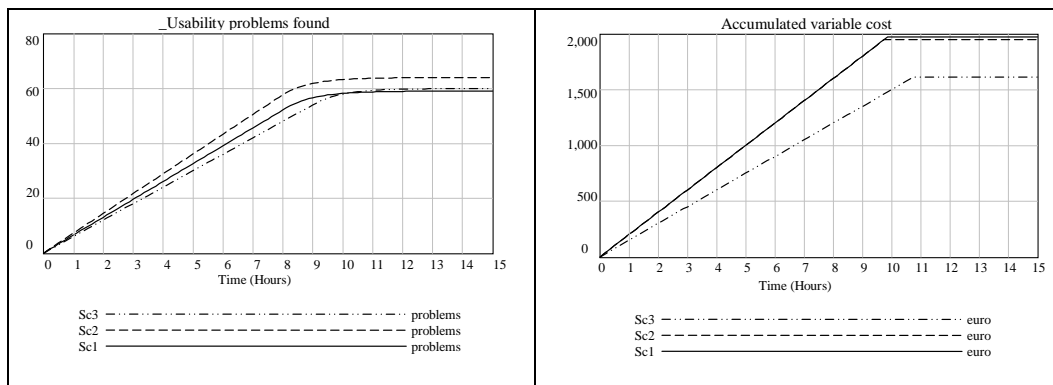 _Usability problems found
80
60
40
20
0
0 1 2 3 4 5 6 7 8 9 10 11 12 13 14 15
Time (Hours)
Sc3 problems
Sc2 problems
Sc1 problems
Accumulated variable cost
2,000
1,500
1,000
500
0
0 1 2 3 4 5 6 7 8 9 10 11 12 13 14 15
Time (Hours)
Sc3 euro
Sc2 euro
Sc1 euro